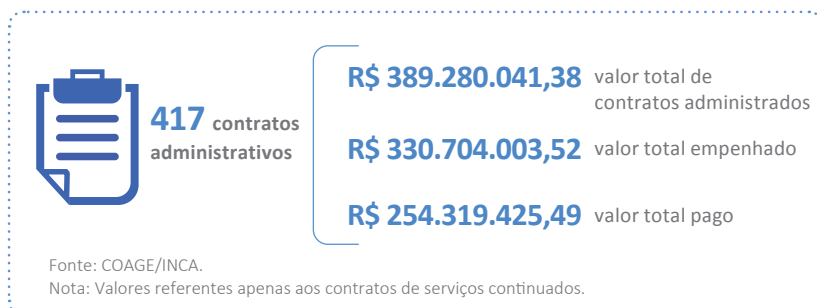 417 contratos
administrativos
R$ 389.280.041,38 valor total de
contratos administrados
R$ 330.704.003,52 valor total empenhado
R$ 254.319.425,49 valor total pago
Fonte: COAGE/INCA.
Nota: Valores referentes apenas aos contratos de serviços continuados.